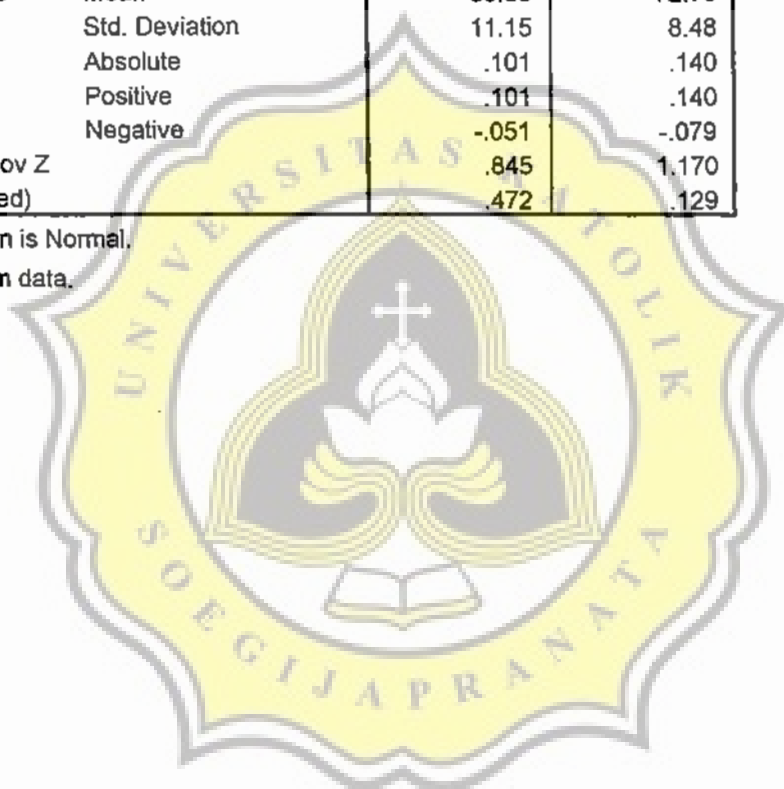 Std. Deviation 11.15 8.48
Absolute .101 .140
Positive .101 .140
Negative -.051 -.079
ov Z .845 1.170
ed) .472 .129
n is Normal.
m data.
UNIVERSITAS KATOLIK
SOEGIJAPRANATA